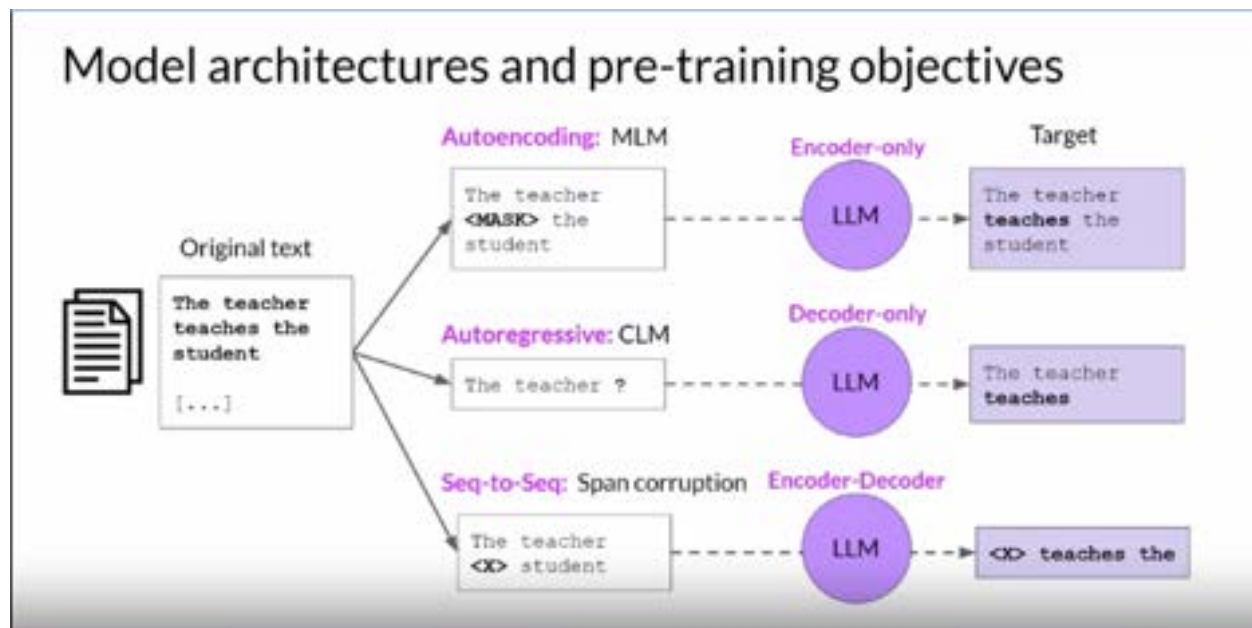 Model architectures and pre-training objectives
Original text
The teacher
teaches the
student
[...]
Autoencoding: MLM
The teacher
<MASK> the
student
Encoder-only
LLM
Target
The teacher
teaches the
student
Autoregressive: CLM
The teacher ?
Decoder-only
LLM
The teacher
teaches
Seq-to-Seq: Span corruption
The teacher
<X> student
Encoder-Decoder
LLM
<X> teaches the